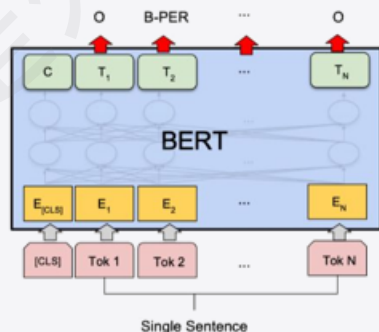 O B-PER ... O
C T1 T2 ... TN
BERT
E[CLS] E1 E2 ... EN
[CLS] Tok 1 Tok 2 ... Tok N
Single Sentence